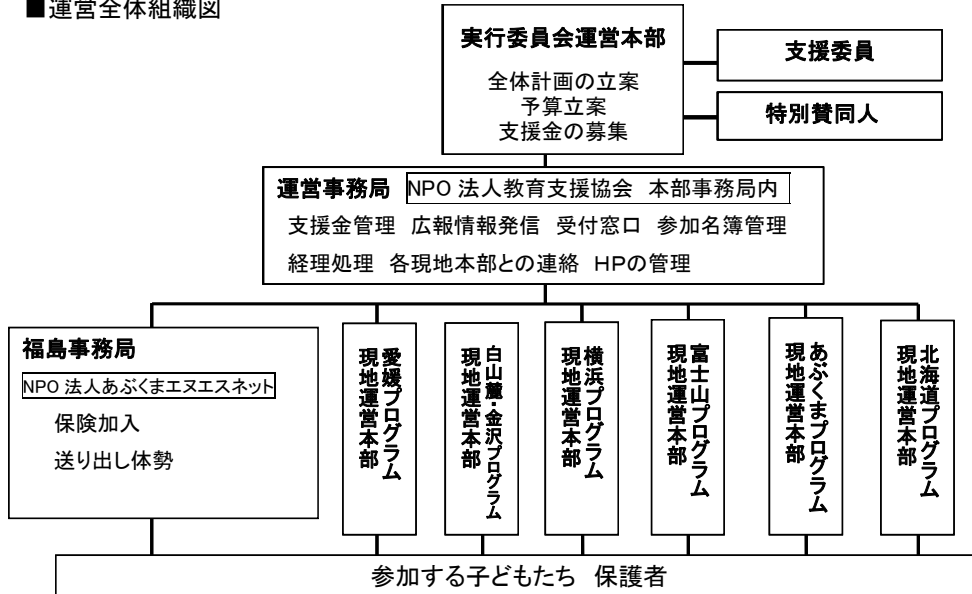 ■運営全体組織図
実行委員会運営本部
全体計画の立案
予算立案
支援金の募集
支援委員
特別賛同人
運営事務局 NPO 法人教育支援協会 本部事務局内
支援金管理 広報情報発信 受付窓口 参加名簿管理
経理処理 各現地本部との連絡 HPの管理
福島事務局
NPO 法人あぶくまエヌエスネット
保険加入
送り出し体勢
愛媛プログラム
現地運営本部
白山麓・金沢プログラム
現地運営本部
横浜プログラム
現地運営本部
富士山プログラム
現地運営本部
あぶくまプログラム
現地運営本部
北海道プログラム
現地運営本部
参加する子どもたち 保護者